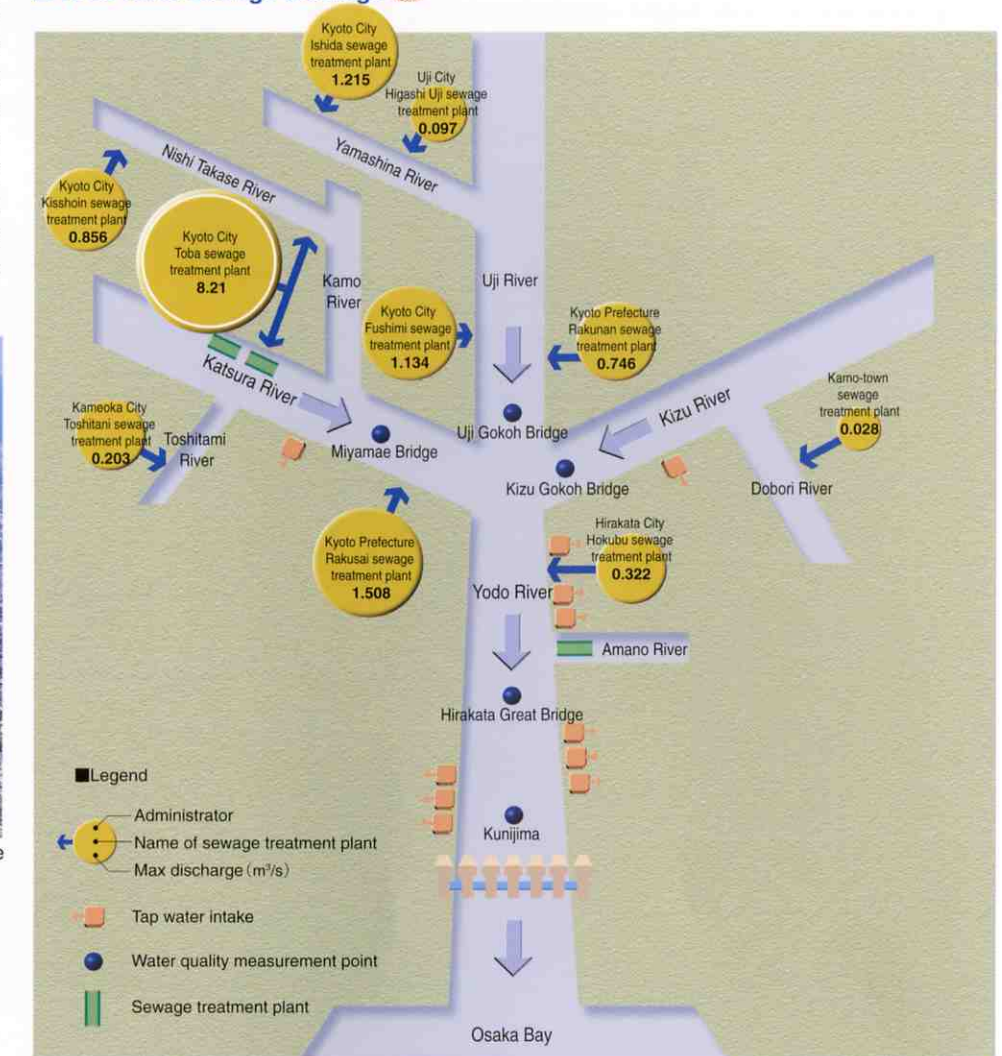 Kyoto City
Ishida sewage
treatment plant
1.215
Uji City
Higashi Uji sewage
treatment plant
0.097
Nishi Takase River
Yamashina River
Kyoto City
Kisshoin sewage
treatment plant
0.856
Kyoto City
Toba sewage
treatment plant
8.21
Kamo
River
Uji River
Kyoto City
Fushimi sewage
treatment plant
1.134
Kyoto Prefecture
Rakunan sewage
treatment plant
0.746
Katsura River
Kizu River
Kamo-town
sewage
treatment plant
0.028
Kameoka City
Toshitani sewage
treatment plant
0.203
Toshitami
River
Miyamae Bridge
Uji Gokoh Bridge
Kizu Gokoh Bridge
Dobori River
Kyoto Prefecture
Rakusai sewage
treatment plant
1.508
Hirakata City
Hokubu sewage
treatment plant
0.322
Yodo River
Amano River
Hirakata Great Bridge
Kunijima
■Legend
Administrator
Name of sewage treatment plant
Max discharge (m³/s)
Tap water intake
Water quality measurement point
Sewage treatment plant
Osaka Bay